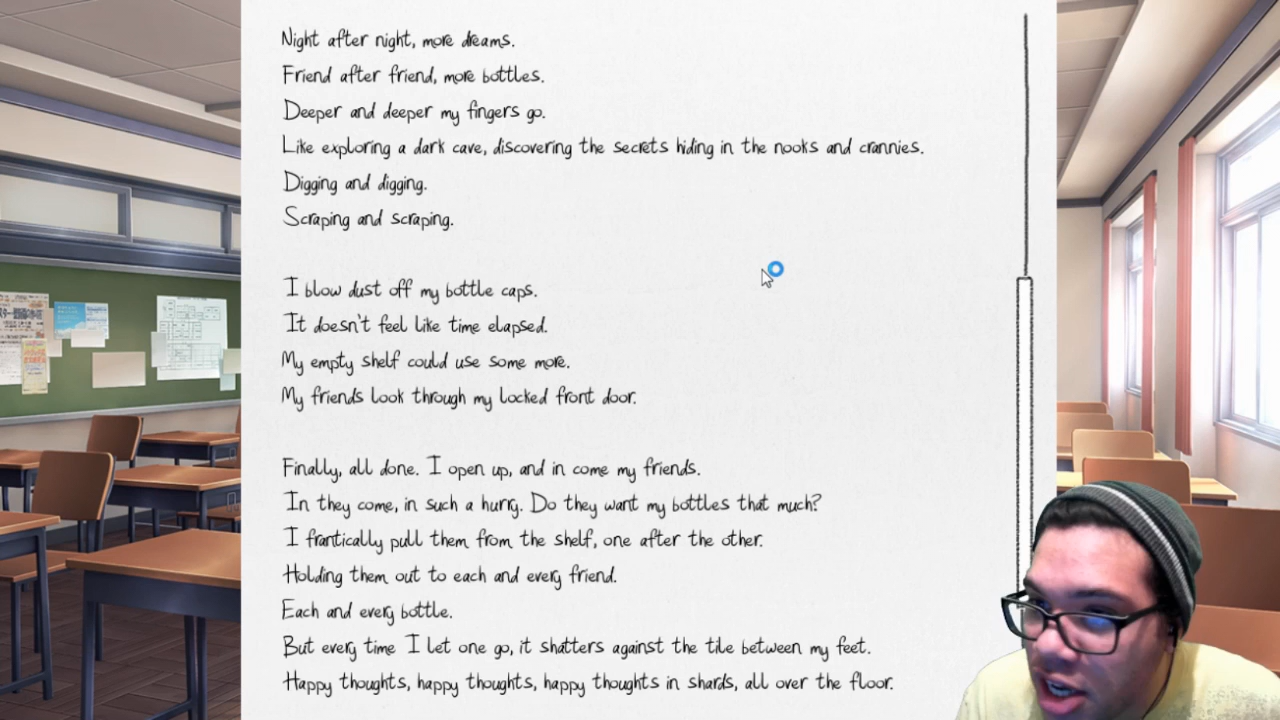 Night after night, more dreams.
Friend after friend, more bottles.
Deeper and deeper my fingers go.
Like exploring a dark cave, discovering the secrets hiding in the nooks and crannies.
Digging and digging.
Scraping and scraping.
I blow dust off my bottle caps.
It doesn't feel like time elapsed.
My empty shelf could use some more.
My friends look through my locked front door.
Finally, all done. I open up, and in come my friends.
In they come, in such a hurry. Do they want my bottles that much?
I frantically pull them from the shelf, one after the other.
Holding them out to each and every friend.
Each and every bottle.
But every time I let one go, it shatters against the tile between my feet.
Happy thoughts, happy thoughts, happy thoughts in shards, all over the floor.